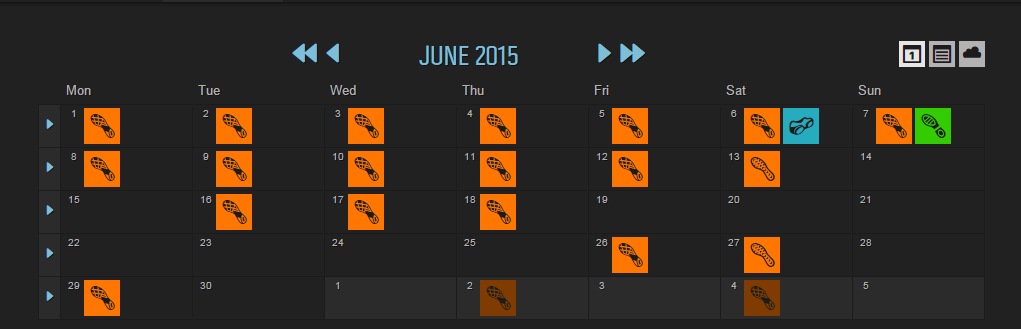 JUNE 2015
1
Mon Tue Wed Thu Fri Sat Sun
1 2 3 4 5 6 7
8 9 10 11 12 13 14
15 16 17 18 19 20 21
22 23 24 25 26 27 28
29 30 1 2 3 4 5